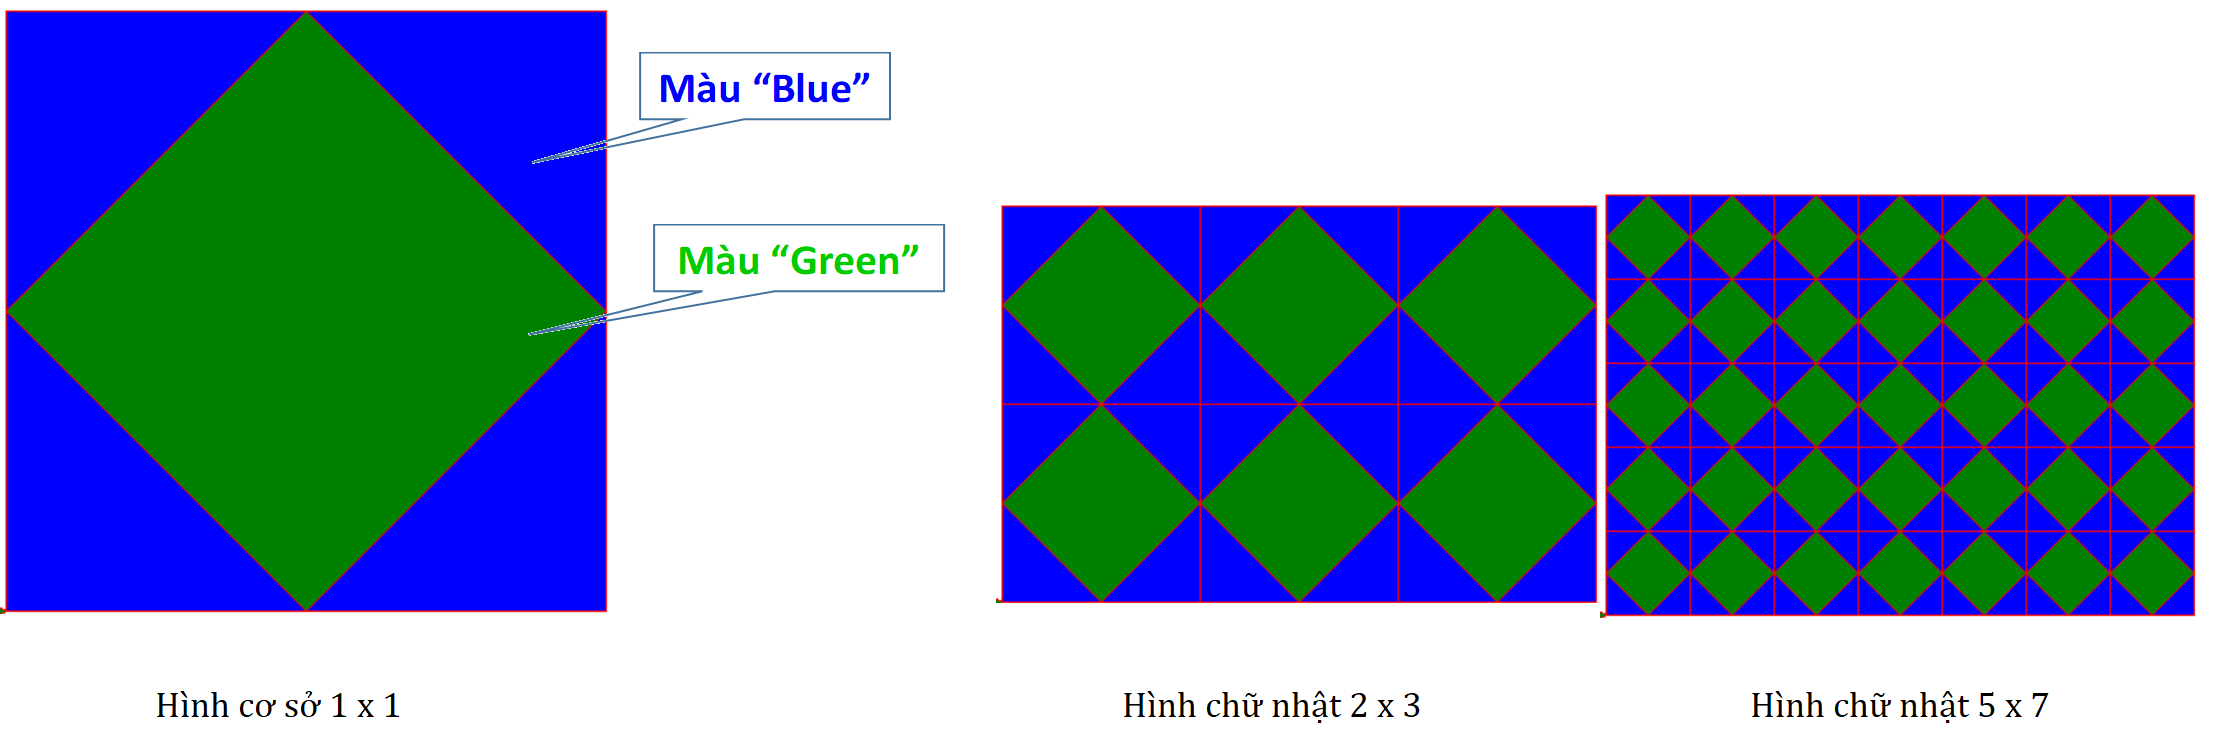 Màu “Blue”
Màu “Green”
Hình cơ sở 1 x 1
Hình chữ nhật 2 x 3
Hình chữ nhật 5 x 7